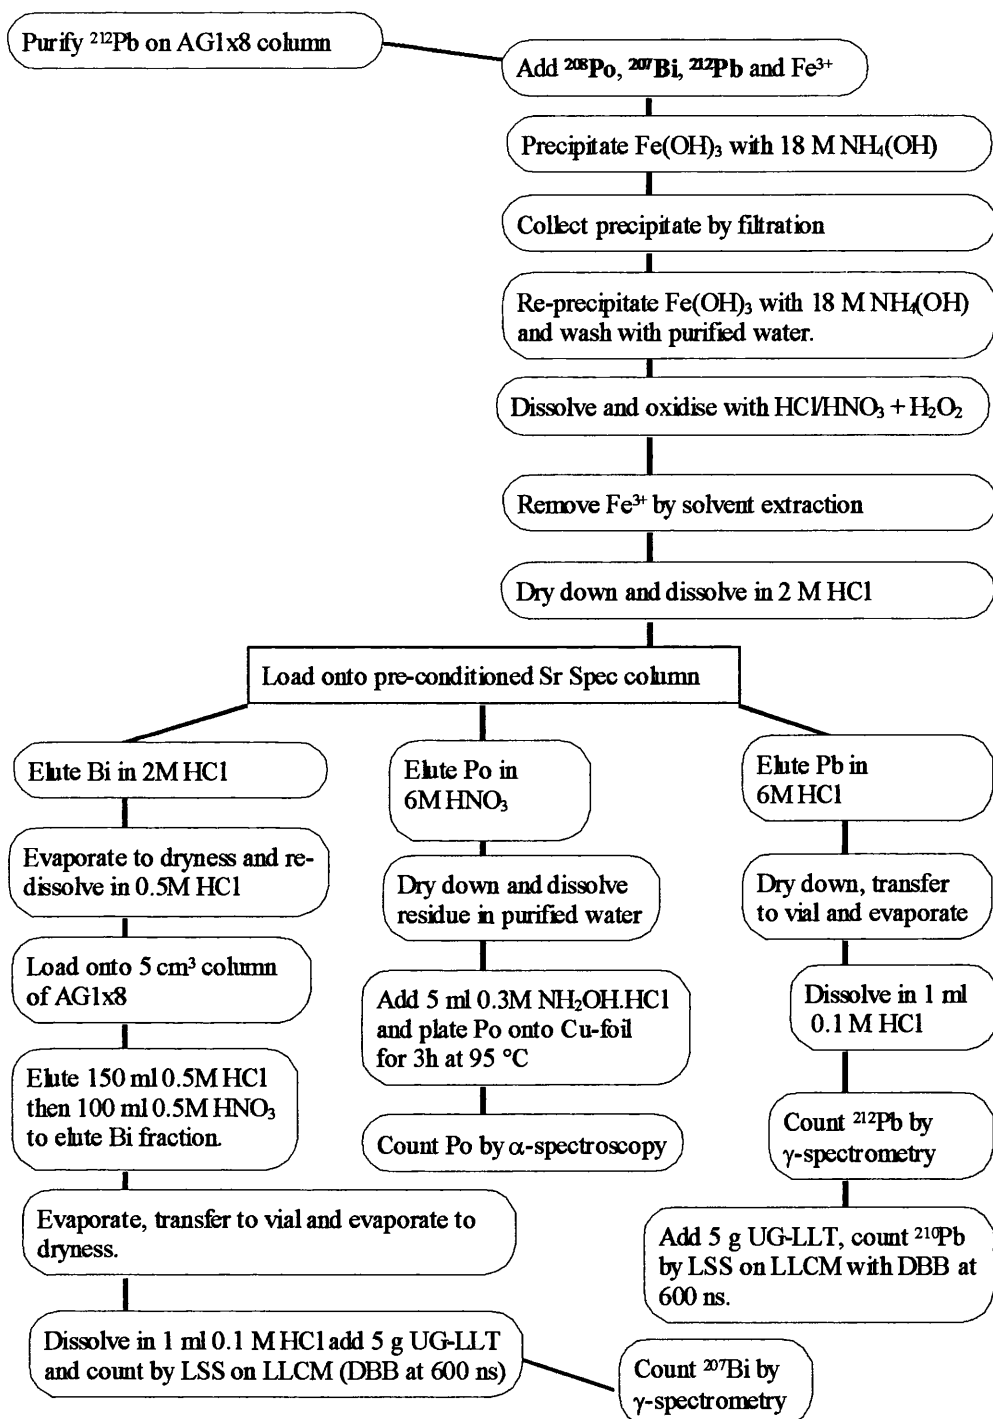 Purify ²¹²Pb on AG1x8 column
Add ²⁰⁸Po, ²⁰⁷Bi, ²¹²Pb and Fe³⁺
Precipitate Fe(OH)₃ with 18 M NH₄(OH)
Collect precipitate by filtration
Re-precipitate Fe(OH)₃ with 18 M NH₄(OH)
and wash with purified water.
Dissolve and oxidise with HCl/HNO₃ + H₂O₂
Remove Fe³⁺ by solvent extraction
Dry down and dissolve in 2 M HCl
Load onto pre-conditioned Sr Spec column
Elute Bi in 2M HCl
Evaporate to dryness and re-
dissolve in 0.5M HCl
Load onto 5 cm³ column
of AG1x8
Elute 150 ml 0.5M HCl
then 100 ml 0.5M HNO₃
to elute Bi fraction.
Evaporate, transfer to vial and evaporate to
dryness.
Dissolve in 1 ml 0.1 M HCl add 5 g UG-LLT
and count by LSS on LLCM (DBB at 600 ns)
Count ²⁰⁷Bi by
γ-spectrometry
Elute Po in
6M HNO₃
Dry down and dissolve
residue in purified water
Add 5 ml 0.3M NH₂OH.HCl
and plate Po onto Cu-foil
for 3h at 95 °C
Count Po by α-spectroscopy
Elute Pb in
6M HCl
Dry down, transfer
to vial and evaporate
Dissolve in 1 ml
0.1 M HCl
Count ²¹²Pb by
γ-spectrometry
Add 5 g UG-LLT, count ²¹⁰Pb
by LSS on LLCM with DBB at
600 ns.